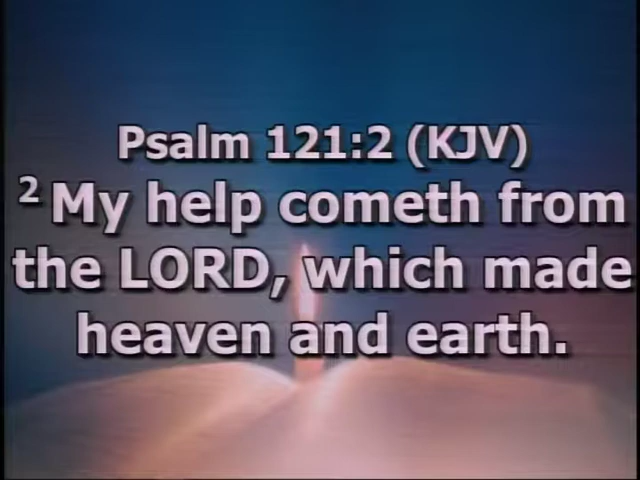 Psalm 121:2 (KJV)
2 My help cometh from
the LORD, which made
heaven and earth.